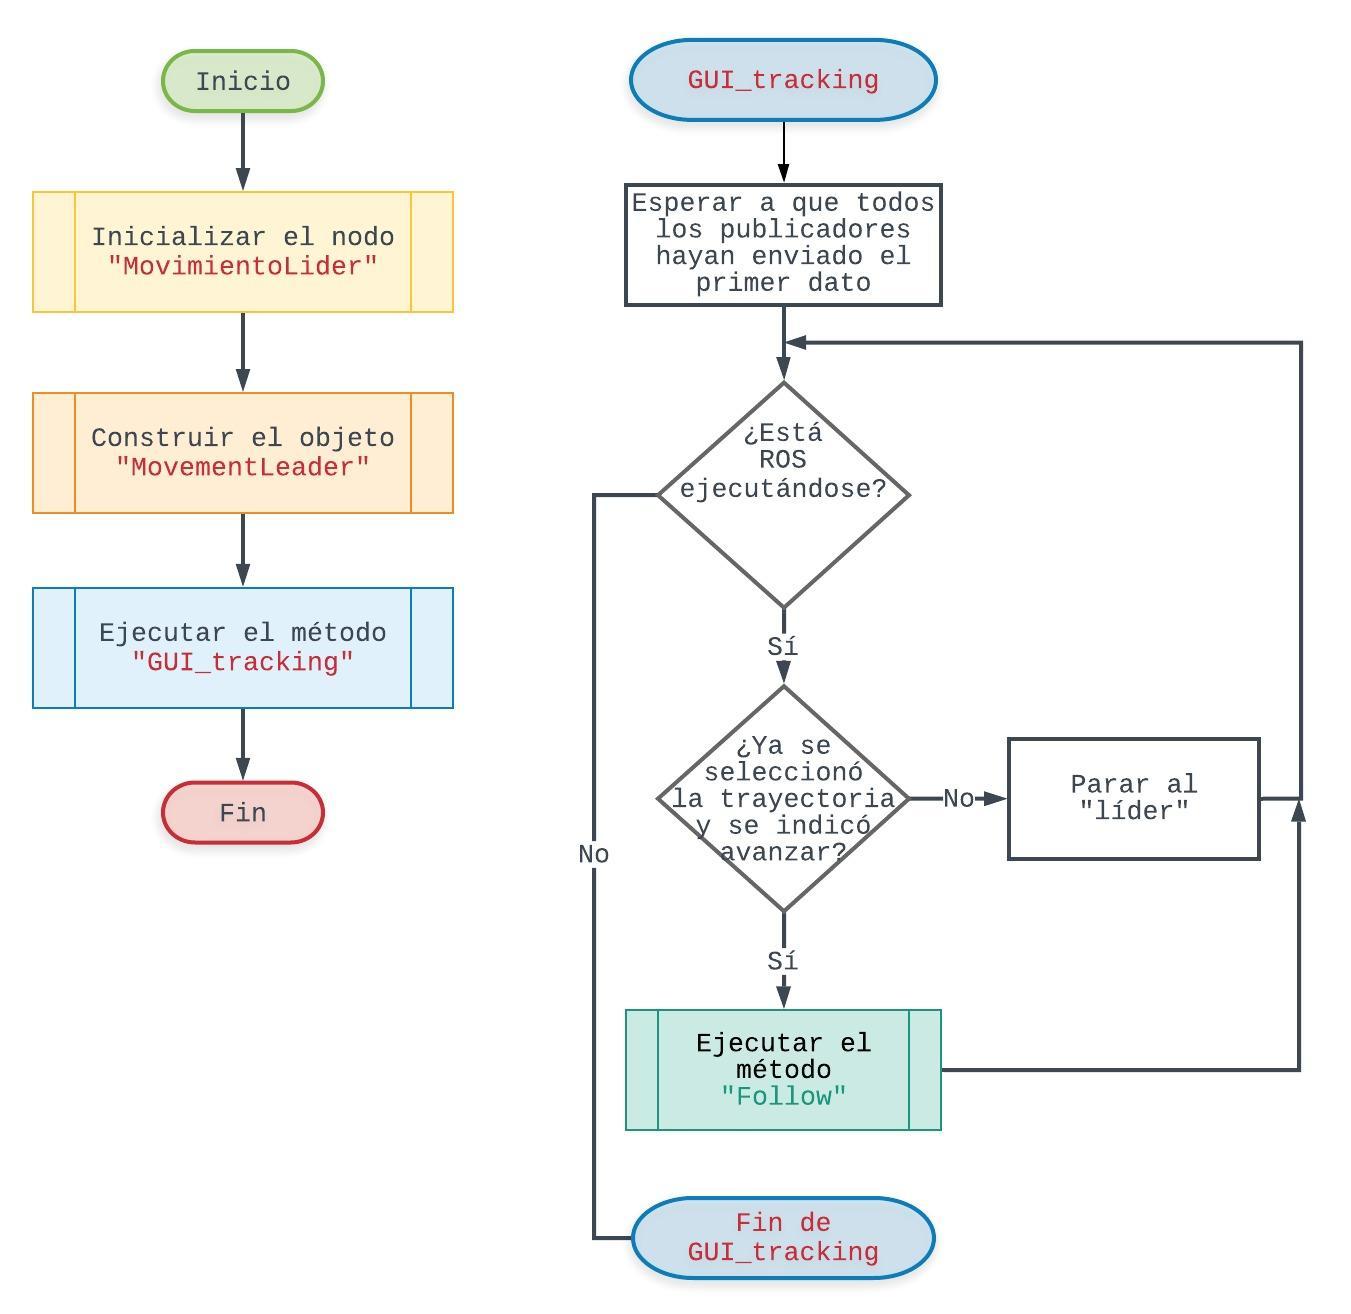 Inicio
Inicializar el nodo
"MovimientoLider"
Construir el objeto
"MovementLeader"
Ejecutar el método
"GUI_tracking"
Fin
GUI_tracking
Esperar a que todos
los publicadores
hayan enviado el
primer dato
¿Está
ROS
ejecutándose?
Sí
¿Ya se
seleccionó
la trayectoria
y se indicó
avanzar?
No
Parar al
"líder"
No
Sí
Ejecutar el
método
"Follow"
Fin de
GUI_tracking